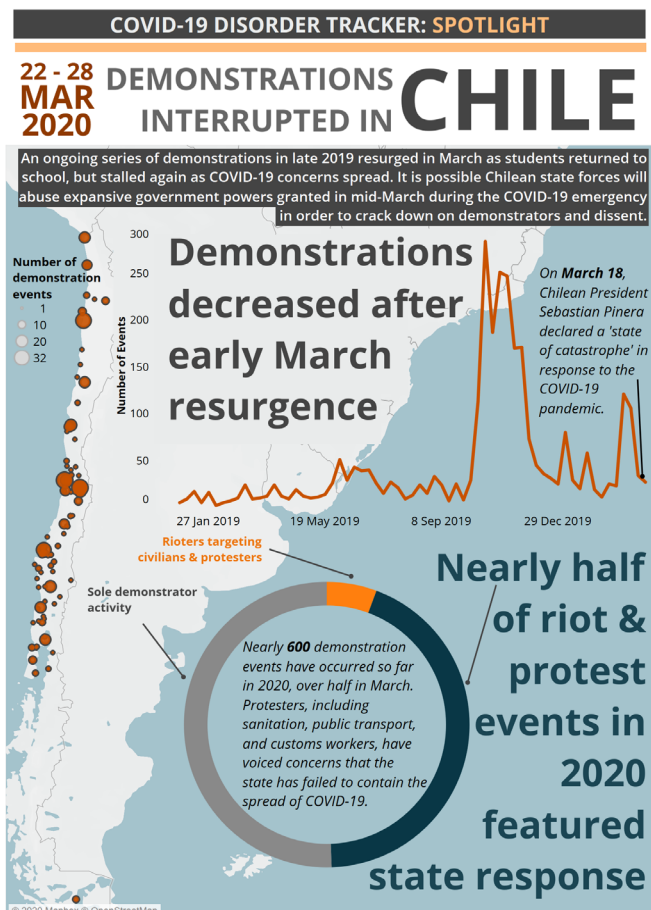 COVID-19 DISORDER TRACKER: SPOTLIGHT
22 - 28
MAR
2020
DEMONSTRATIONS
INTERRUPTED IN
CHILE
An ongoing series of demonstrations in late 2019 resurged in March as students returned to
school, but stalled again as COVID-19 concerns spread. It is possible Chilean state forces will
abuse expansive government powers granted in mid-March during the COVID-19 emergency
in order to crack down on demonstrators and dissent.
Number of
demonstration
events
1
10
20
32
Number of Events
300
250
200
150
100
50
0
Demonstrations
decreased after
early March
resurgence
On March 18,
Chilean President
Sebastian Pinera
declared a 'state
of catastrophe' in
response to the
COVID-19
pandemic.
27 Jan 2019
19 May 2019
8 Sep 2019
29 Dec 2019
Rioters targeting
civilians & protesters
Sole demonstrator
activity
Nearly 600 demonstration
events have occurred so far
in 2020, over half in March.
Protesters, including
sanitation, public transport,
and customs workers, have
voiced concerns that the
state has failed to contain the
spread of COVID-19.
Nearly half
of riot &
protest
events in
2020
featured
state response
© 2020 Mapbox © OpenStreetMap